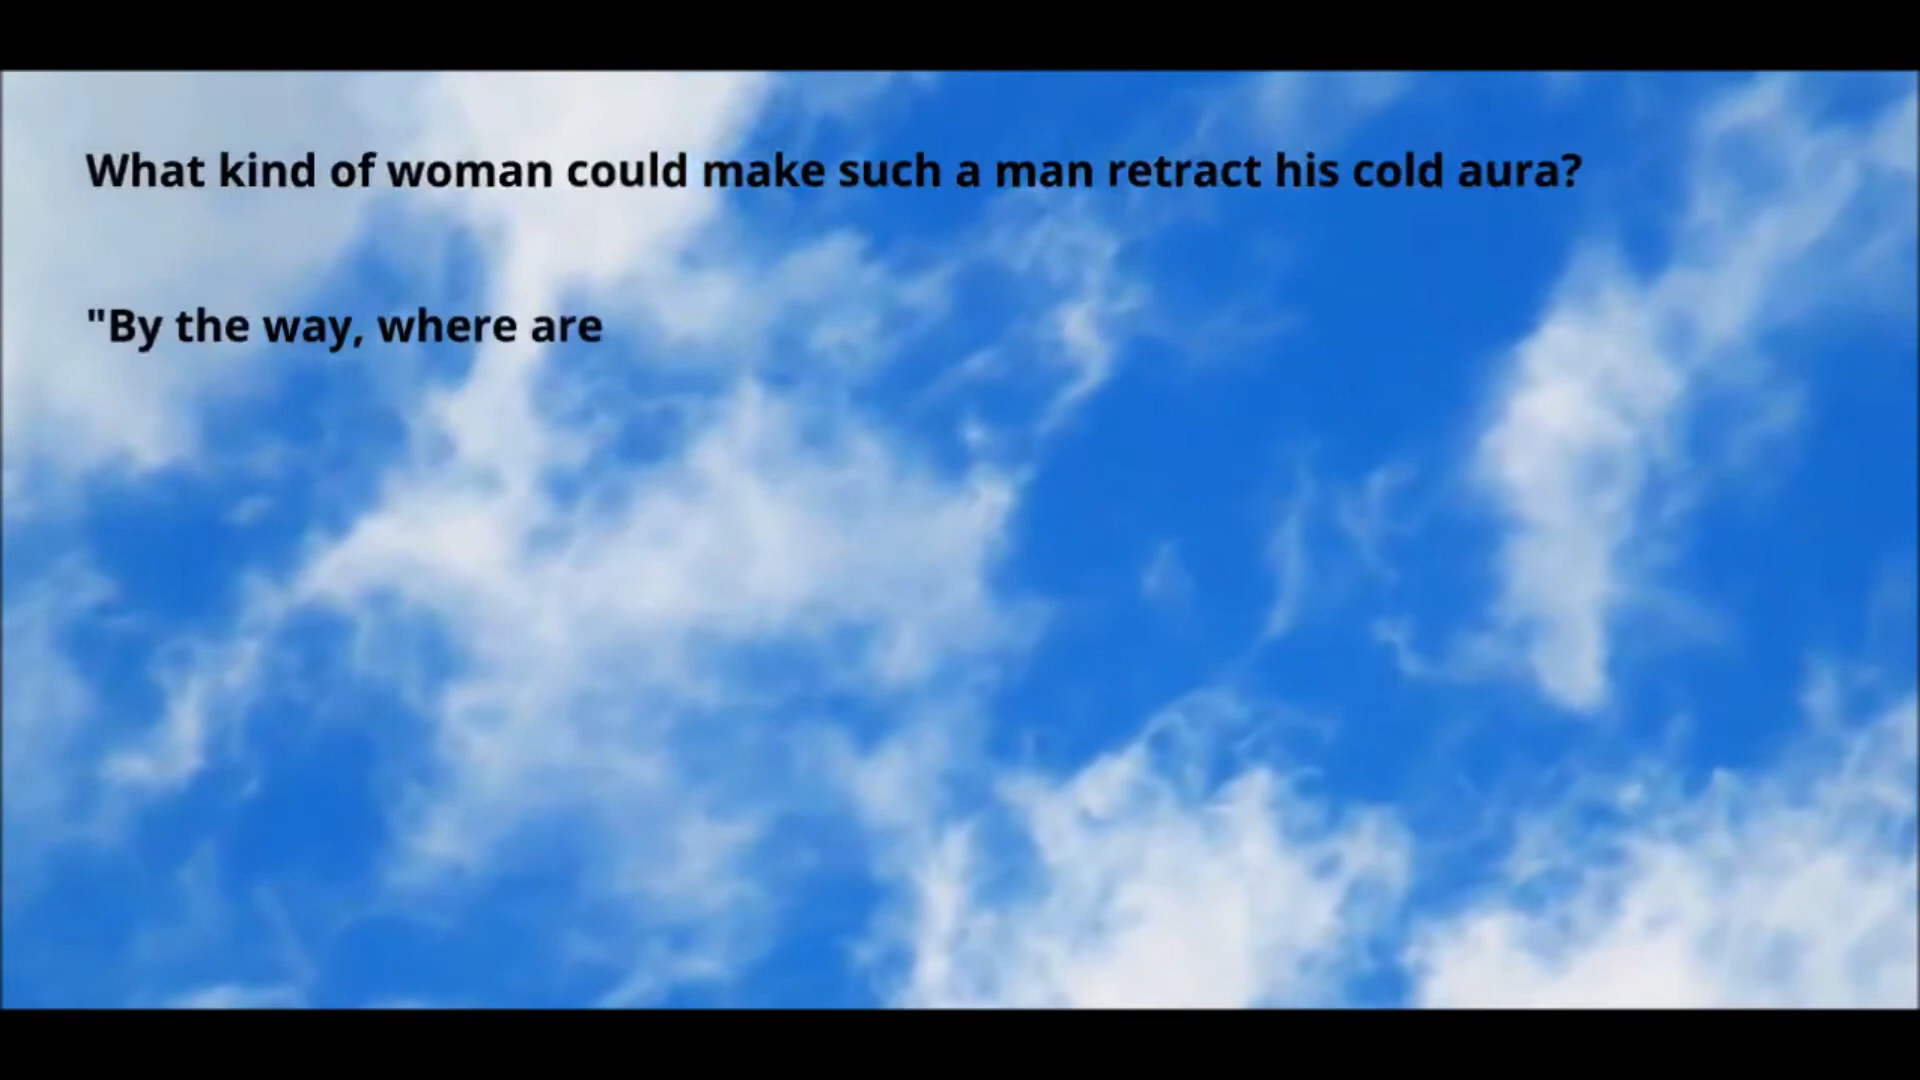 What kind of woman could make such a man retract his cold aura?
"By the way, where are